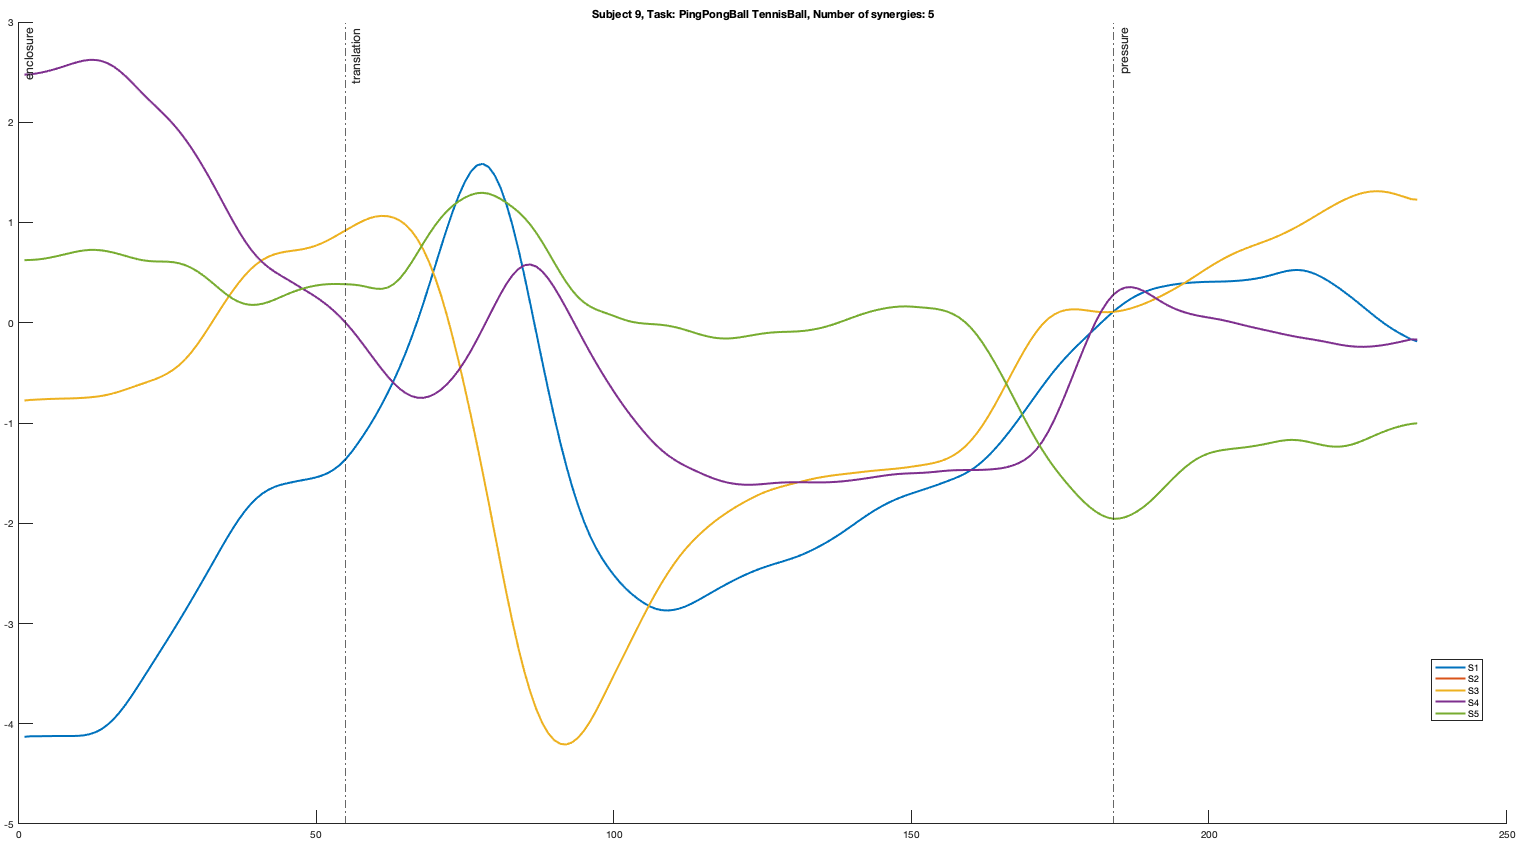 Subject 9, Task: PingPongBall TennisBall, Number of synergies: 5
3
2
1
0
-1
-2
-3
-4
-5
enclosure
translation
pressure
S1
S2
S3
S4
S5
0
50
100
150
200
250